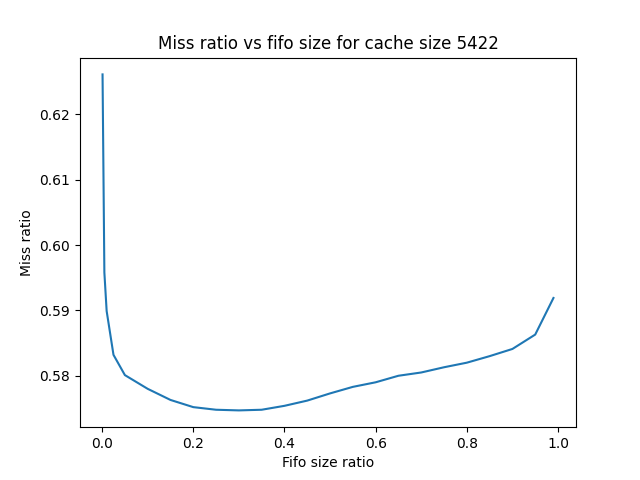 Miss ratio vs fifo size for cache size 5422
Miss ratio
0.62
0.61
0.60
0.59
0.58
0.0 0.2 0.4 0.6 0.8 1.0
Fifo size ratio